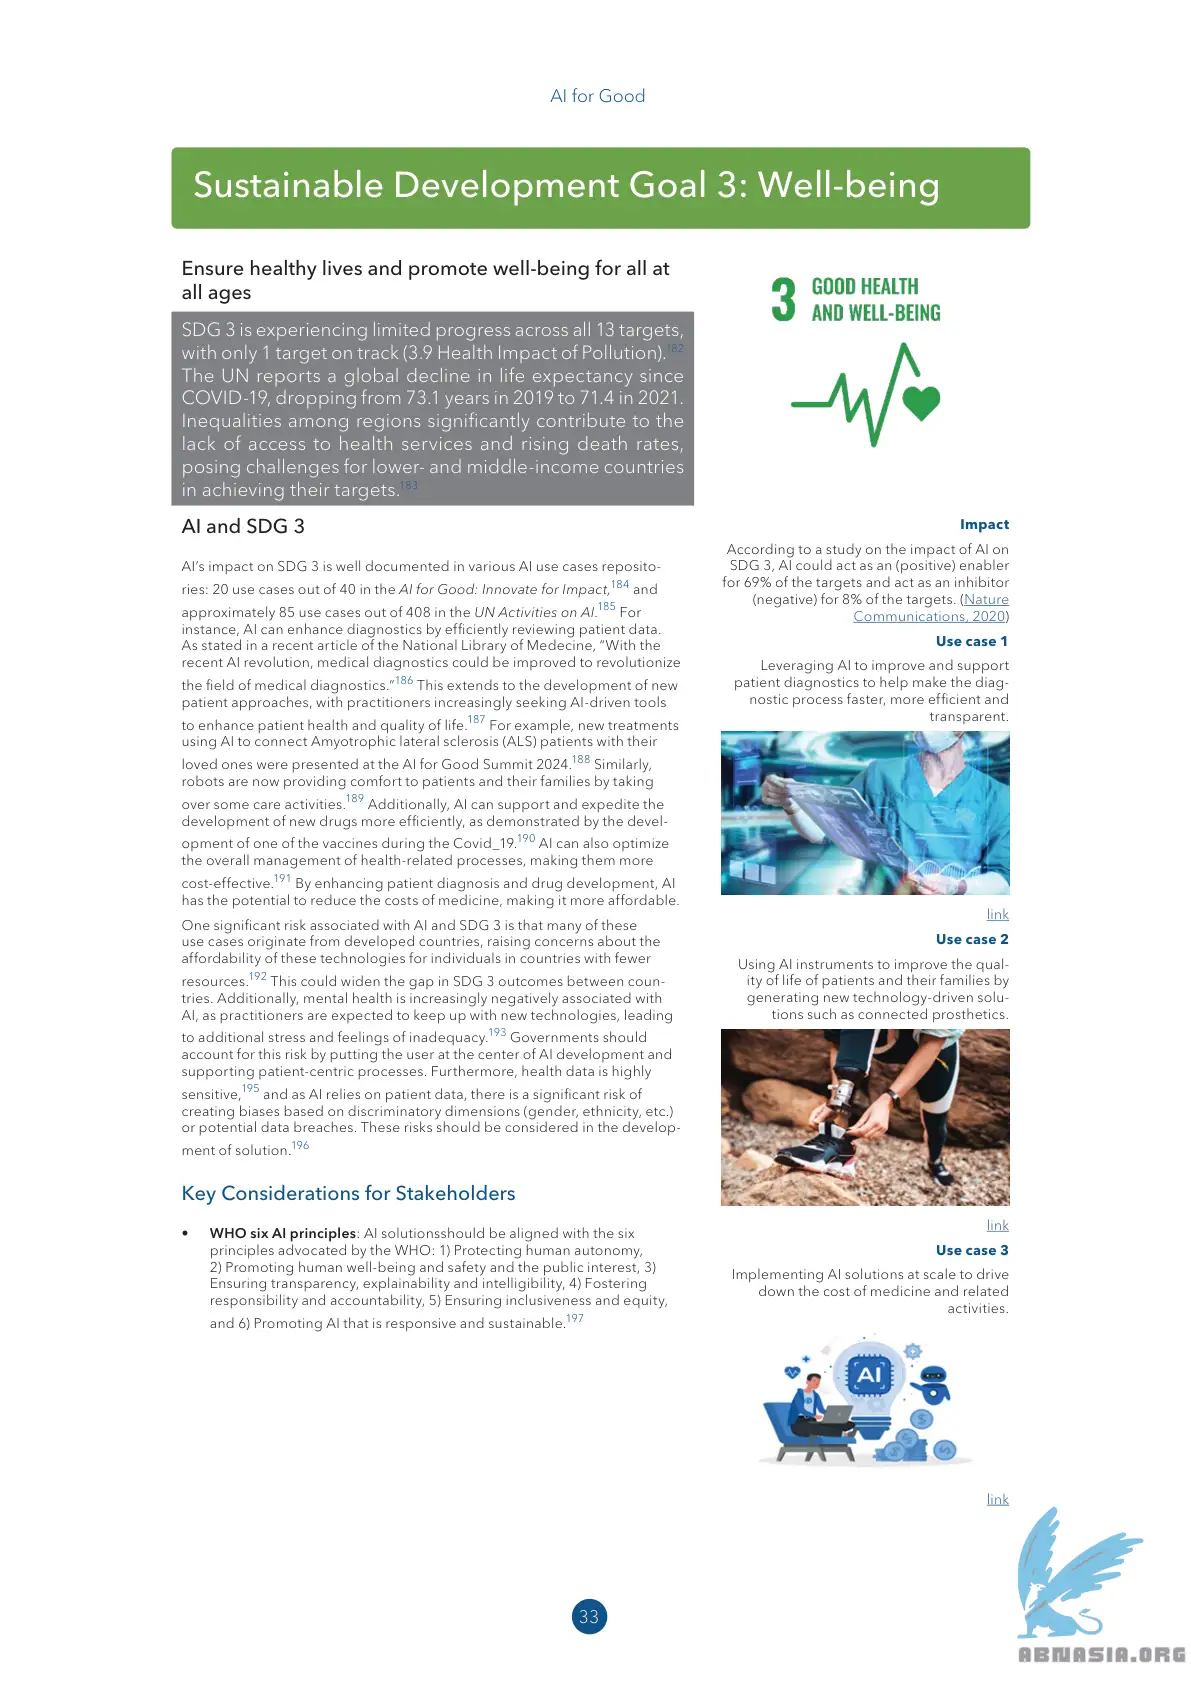 AI for Good
Sustainable Development Goal 3: Well-being
Ensure healthy lives and promote well-being for all at
all ages
SDG 3 is experiencing limited progress across all 13 targets,
with only 1 target on track (3.9 Health Impact of Pollution).182
The UN reports a global decline in life expectancy since
COVID-19, dropping from 73.1 years in 2019 to 71.4 in 2021.
Inequalities among regions significantly contribute to the
lack of access to health services and rising death rates,
posing challenges for lower- and middle-income countries
in achieving their targets.183
AI and SDG 3
AI's impact on SDG 3 is well documented in various AI use cases reposito-
ries: 20 use cases out of 40 in the AI for Good: Innovate for Impact,184 and
approximately 85 use cases out of 408 in the UN Activities on AI.185 For
instance, AI can enhance diagnostics by efficiently reviewing patient data.
As stated in a recent article of the National Library of Medecine, "With the
recent AI revolution, medical diagnostics could be improved to revolutionize
the field of medical diagnostics."186 This extends to the development of new
patient approaches, with practitioners increasingly seeking AI-driven tools
to enhance patient health and quality of life.187 For example, new treatments
using AI to connect Amyotrophic lateral sclerosis (ALS) patients with their
loved ones were presented at the AI for Good Summit 2024.188 Similarly,
robots are now providing comfort to patients and their families by taking
over some care activities.189 Additionally, AI can support and expedite the
development of new drugs more efficiently, as demonstrated by the devel-
opment of one of the vaccines during the Covid_19.190 AI can also optimize
the overall management of health-related processes, making them more
cost-effective.191 By enhancing patient diagnosis and drug development, AI
has the potential to reduce the costs of medicine, making it more affordable.
One significant risk associated with AI and SDG 3 is that many of these
use cases originate from developed countries, raising concerns about the
affordability of these technologies for individuals in countries with fewer
resources.192 This could widen the gap in SDG 3 outcomes between coun-
tries. Additionally, mental health is increasingly negatively associated with
AI, as practitioners are expected to keep up with new technologies, leading
to additional stress and feelings of inadequacy.193 Governments should
account for this risk by putting the user at the center of AI development and
supporting patient-centric processes. Furthermore, health data is highly
sensitive,195 and as AI relies on patient data, there is a significant risk of
creating biases based on discriminatory dimensions (gender, ethnicity, etc.)
or potential data breaches. These risks should be considered in the develop-
ment of solution.196
Key Considerations for Stakeholders
• WHO six AI principles: AI solutionsshould be aligned with the six
principles advocated by the WHO: 1) Protecting human autonomy,
2) Promoting human well-being and safety and the public interest, 3)
Ensuring transparency, explainability and intelligibility, 4) Fostering
responsibility and accountability, 5) Ensuring inclusiveness and equity,
and 6) Promoting AI that is responsive and sustainable.197
3 GOOD HEALTH
AND WELL-BEING
Impact
According to a study on the impact of AI on
SDG 3, AI could act as an (positive) enabler
for 69% of the targets and act as an inhibitor
(negative) for 8% of the targets. (Nature
Communications, 2020)
Use case 1
Leveraging AI to improve and support
patient diagnostics to help make the diag-
nostic process faster, more efficient and
transparent.
link
Use case 2
Using AI instruments to improve the qual-
ity of life of patients and their families by
generating new technology-driven solu-
tions such as connected prosthetics.
link
Use case 3
Implementing AI solutions at scale to drive
down the cost of medicine and related
activities.
AI
link
33
ABNASIA.ORG